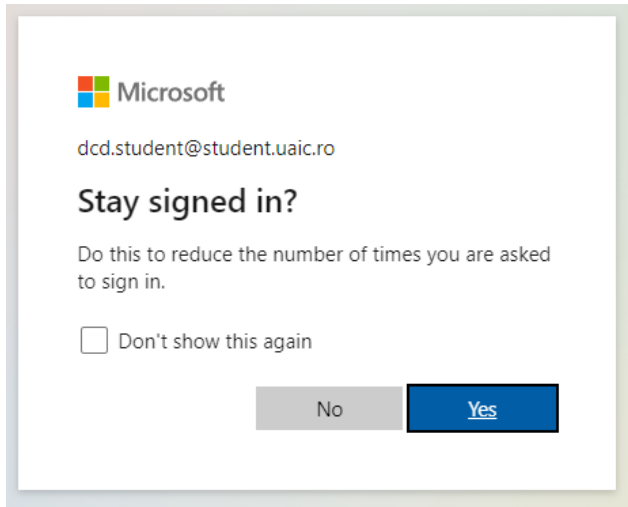 Microsoft
dcd.student@student.uaic.ro
Stay signed in?
Do this to reduce the number of times you are asked
to sign in.
Don't show this again
No Yes